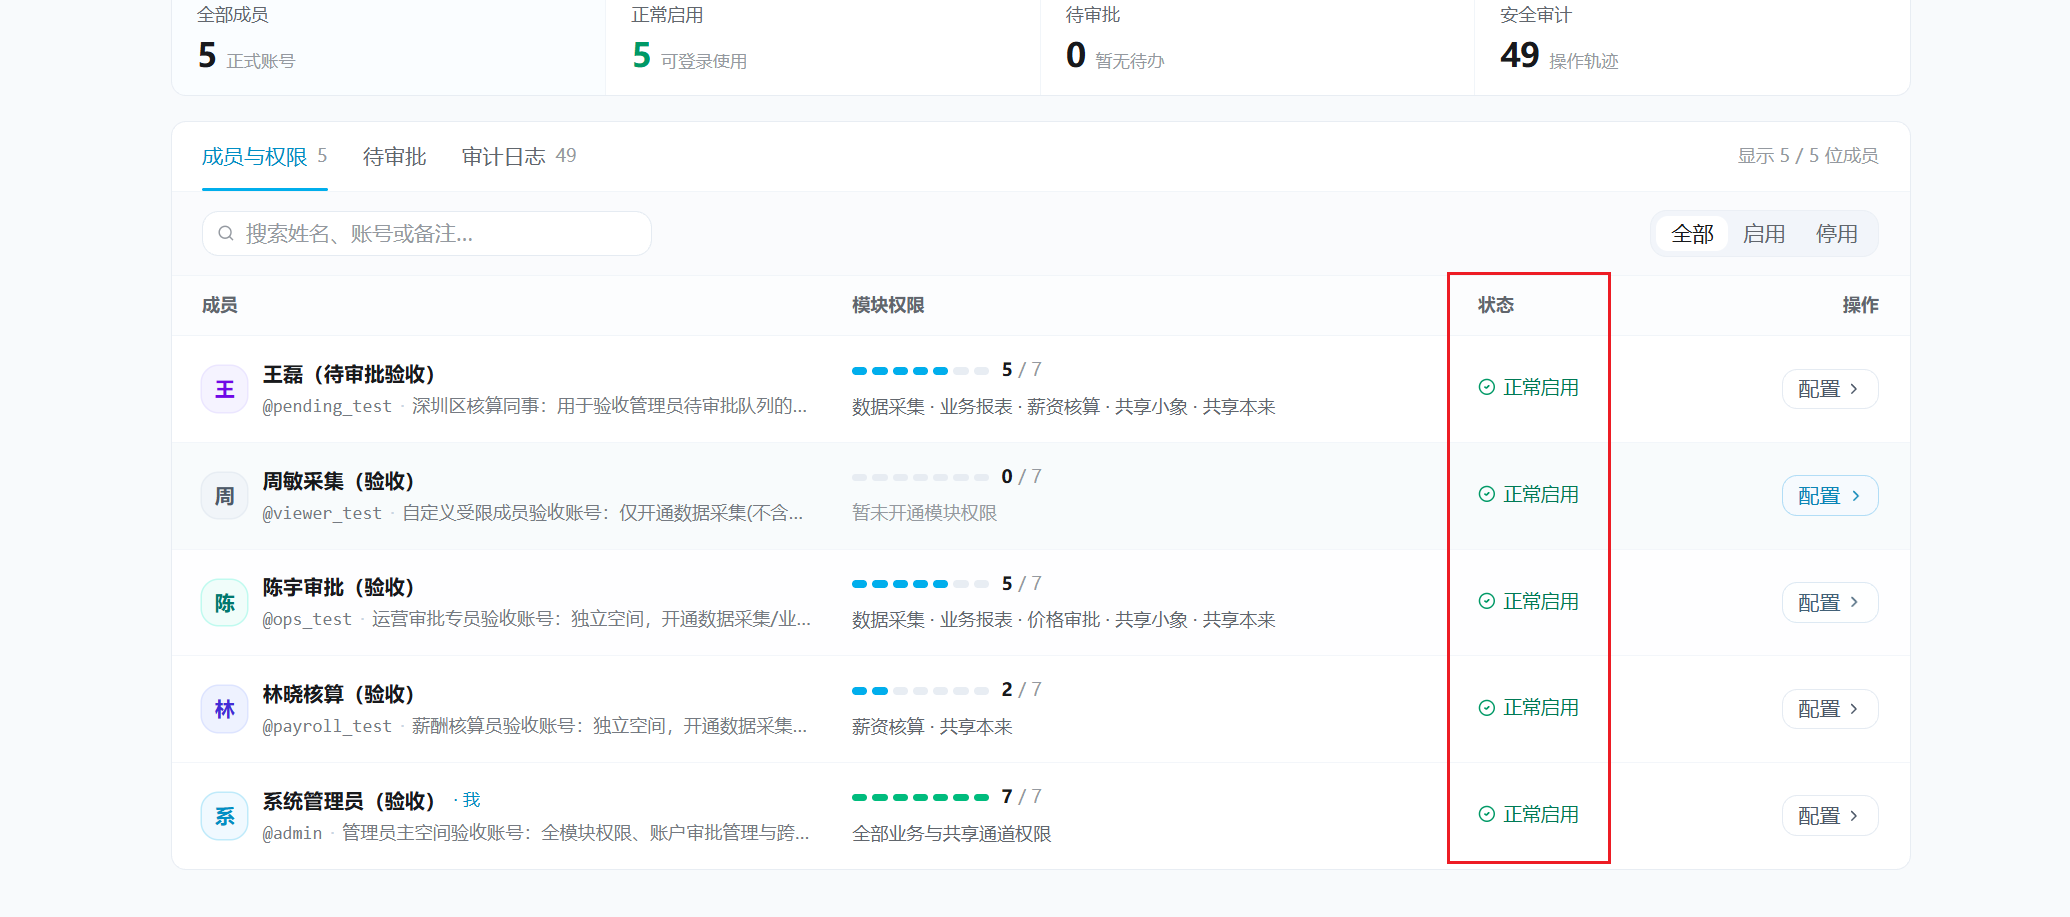 全部成员
正常启用
待审批
安全审计
5 正式账号
5 可登录使用
0 暂无待办
49 操作轨迹
成员与权限 5 待审批 审计日志 49 显示 5 / 5 位成员
搜索姓名、账号或备注... 全部 启用 停用
成员 模块权限 状态 操作
王
王磊（待审批验收）
@pending_test · 深圳区核算同事：用于验收管理员待审批队列的...
5 / 7
数据采集 · 业务报表 · 薪资核算 · 共享小象 · 共享本来
正常启用
配置
周
周敏采集（验收）
@viewer_test · 自定义受限成员验收账号：仅开通数据采集(不含...
0 / 7
暂未开通模块权限
正常启用
配置
陈
陈宇审批（验收）
@ops_test · 运营审批专员验收账号：独立空间，开通数据采集/业...
5 / 7
数据采集 · 业务报表 · 价格审批 · 共享小象 · 共享本来
正常启用
配置
林
林晓核算（验收）
@payroll_test · 薪酬核算员验收账号：独立空间，开通数据采集...
2 / 7
薪资核算 · 共享本来
正常启用
配置
系
系统管理员（验收） · 我
@admin · 管理员主空间验收账号：全模块权限、账户审批管理与跨...
7 / 7
全部业务与共享通道权限
正常启用
配置